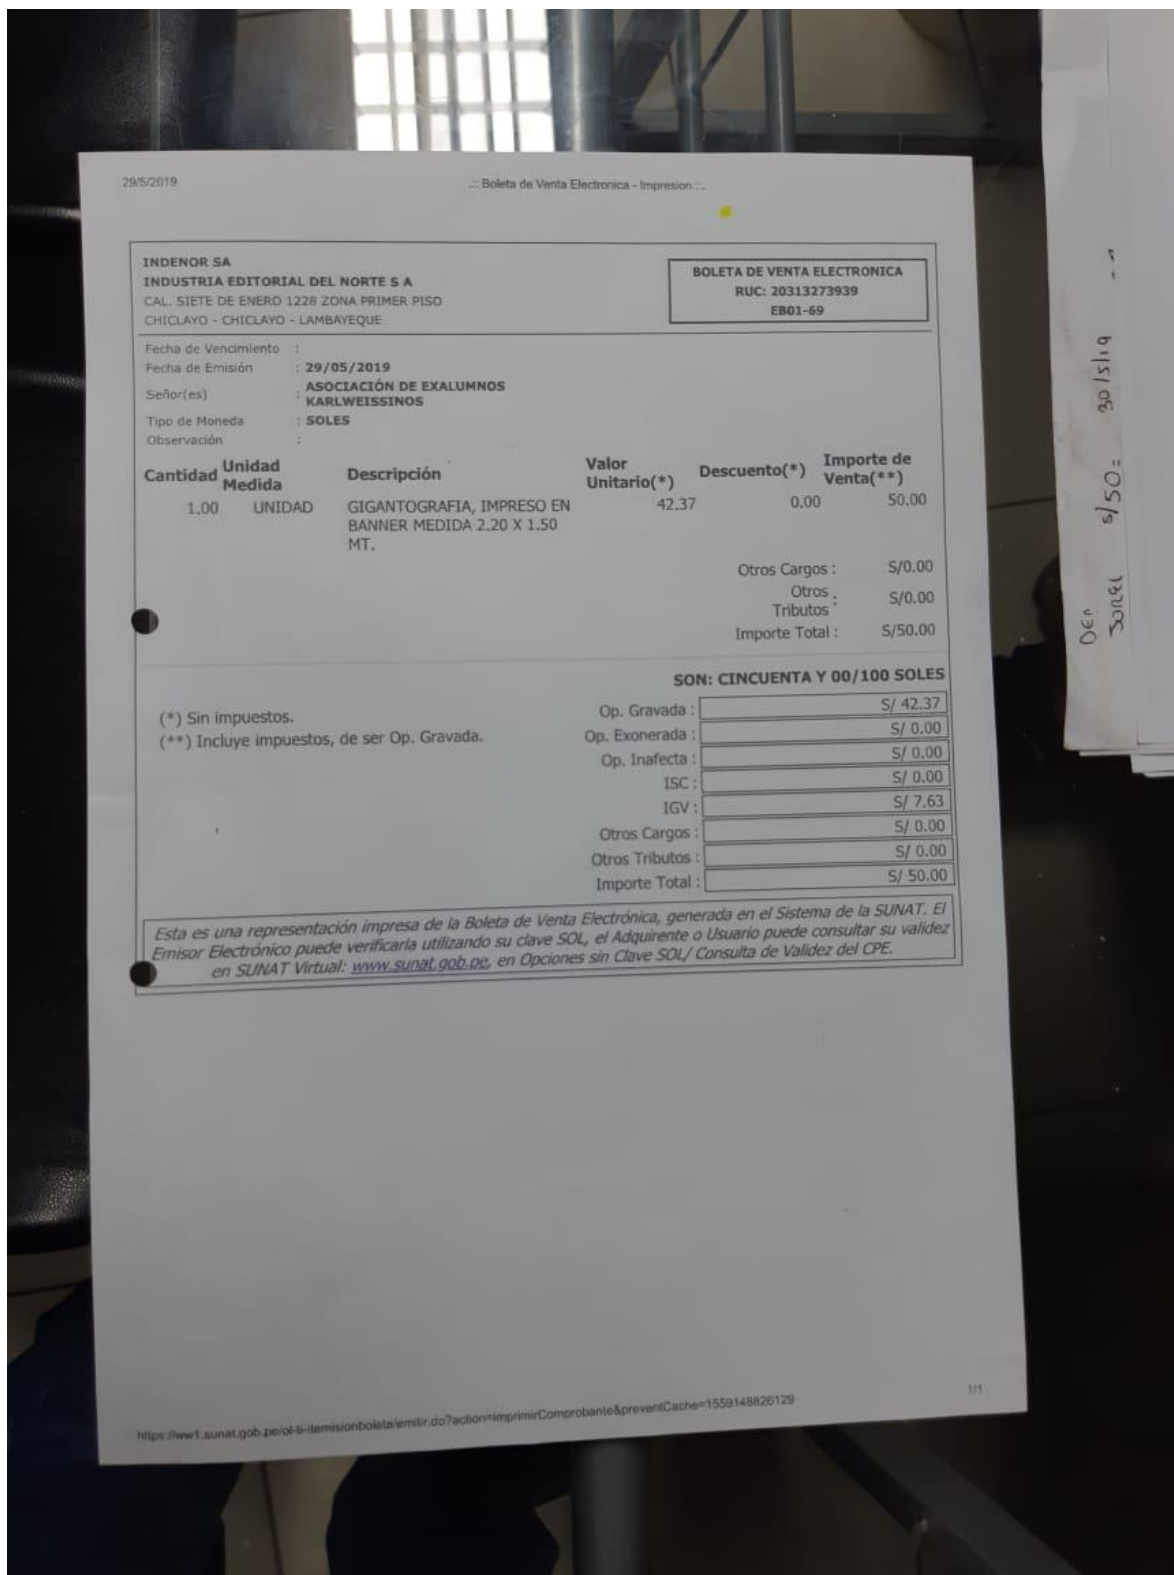 29/5/2019
.:: Boleta de Venta Electronica - Impresion ::.
INDENOR SA
INDUSTRIA EDITORIAL DEL NORTE S A
CAL. SIETE DE ENERO 1228 ZONA PRIMER PISO
CHICLAYO - CHICLAYO - LAMBAYEQUE
BOLETA DE VENTA ELECTRONICA
RUC: 20313273939
EB01-69
Fecha de Vencimiento :
Fecha de Emisión : 29/05/2019
Señor(es) : ASOCIACIÓN DE EXALUMNOS
KARLWEISSINOS
Tipo de Moneda : SOLES
Observación :
Cantidad Unidad Medida Descripción Valor Unitario(*) Descuento(*) Importe de Venta(**)
1.00 UNIDAD GIGANTOGRAFIA, IMPRESO EN 42.37 0.00 50.00
BANNER MEDIDA 2.20 X 1.50
MT.
Otros Cargos : S/0.00
Otros Tributos : S/0.00
Importe Total : S/50.00
SON: CINCUENTA Y 00/100 SOLES
(*) Sin impuestos.
(**) Incluye impuestos, de ser Op. Gravada.
Op. Gravada : S/ 42.37
Op. Exonerada : S/ 0.00
Op. Inafecta : S/ 0.00
ISC : S/ 0.00
IGV : S/ 7.63
Otros Cargos : S/ 0.00
Otros Tributos : S/ 0.00
Importe Total : S/ 50.00
Esta es una representación impresa de la Boleta de Venta Electrónica, generada en el Sistema de la SUNAT. El
Emisor Electrónico puede verificarla utilizando su clave SOL, el Adquirente o Usuario puede consultar su validez
en SUNAT Virtual: www.sunat.gob.pe, en Opciones sin Clave SOL/ Consulta de Validez del CPE.
https://ww1.sunat.gob.pe/ol-ti-itemisionboleta/emitir.do?action=imprimirComprobante&preventCache=1559148826129
1/1
s/50= 30/5/19